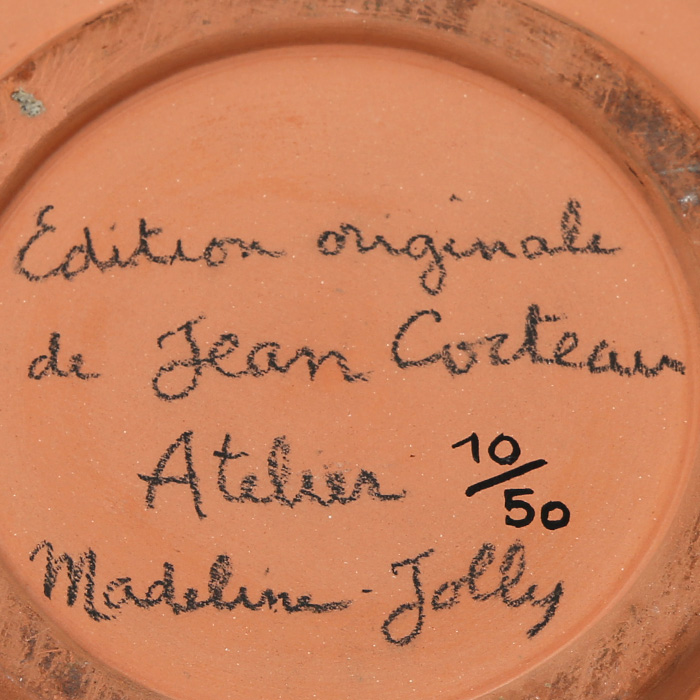 Edition originale
de Jean Cocteau
Atelier 10/50
Madeline-Jolly